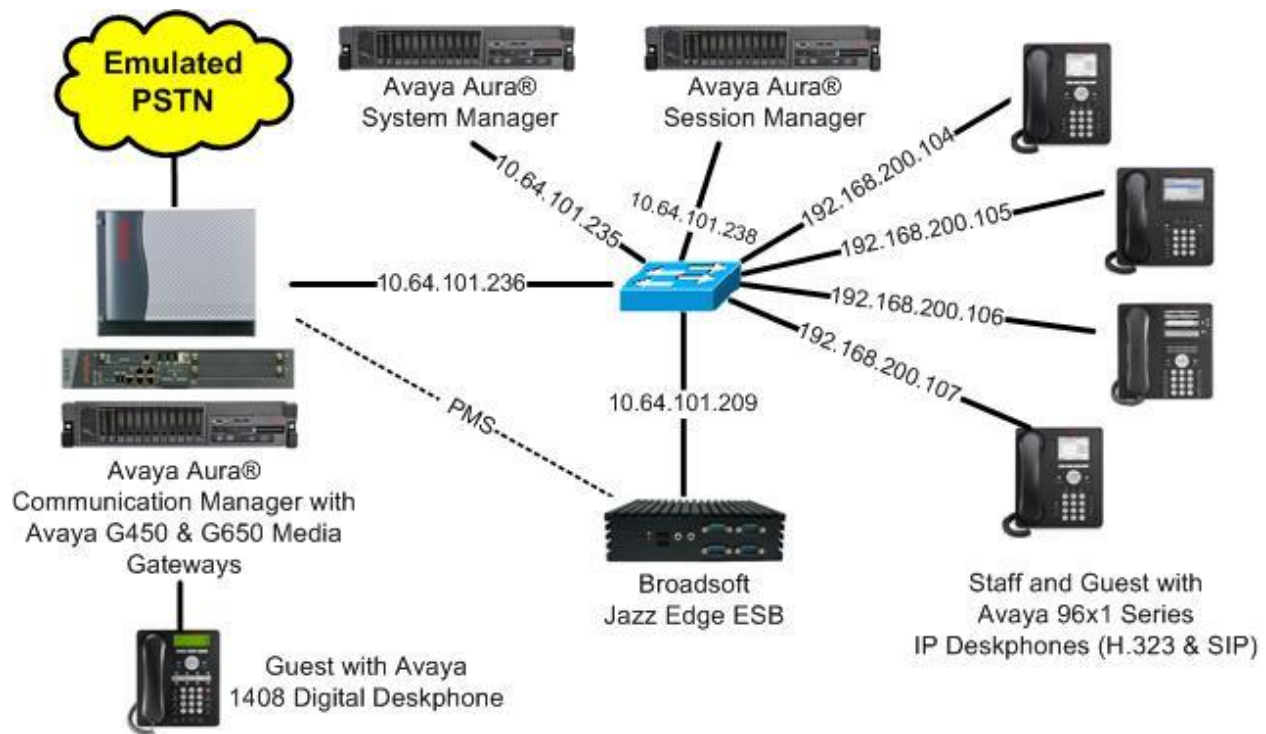 Emulated
PSTN
Avaya Aura®
System Manager
Avaya Aura®
Session Manager
10.64.101.235
10.64.101.238
192.168.200.104
192.168.200.105
192.168.200.106
192.168.200.107
10.64.101.236
10.64.101.209
PMS
Avaya Aura®
Communication Manager with
Avaya G450 & G650 Media
Gateways
Broadsoft
Jazz Edge ESB
Staff and Guest with
Avaya 96x1 Series
IP Deskphones (H.323 & SIP)
Guest with Avaya
1408 Digital Deskphone